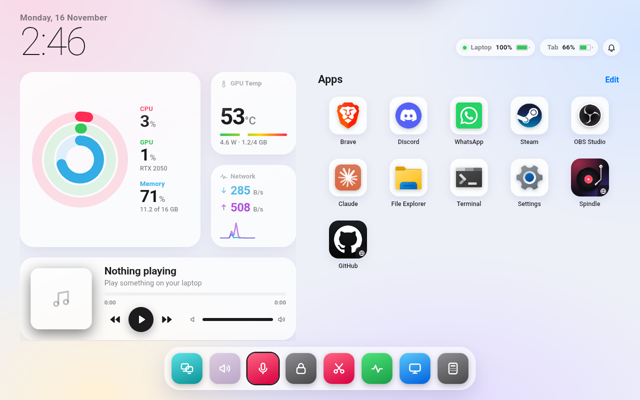 Monday, 16 November
2:46
Laptop 100%
Tab 66%
CPU
3%
GPU
1%
RTX 2050
Memory
71%
11.2 of 16 GB
GPU Temp
53°C
4.6 W · 1.2/4 GB
Network
↓ 285 B/s
↑ 508 B/s
Nothing playing
Play something on your laptop
0:00 0:00
Apps Edit
Brave Discord WhatsApp Steam OBS Studio
Claude File Explorer Terminal Settings Spindle
GitHub